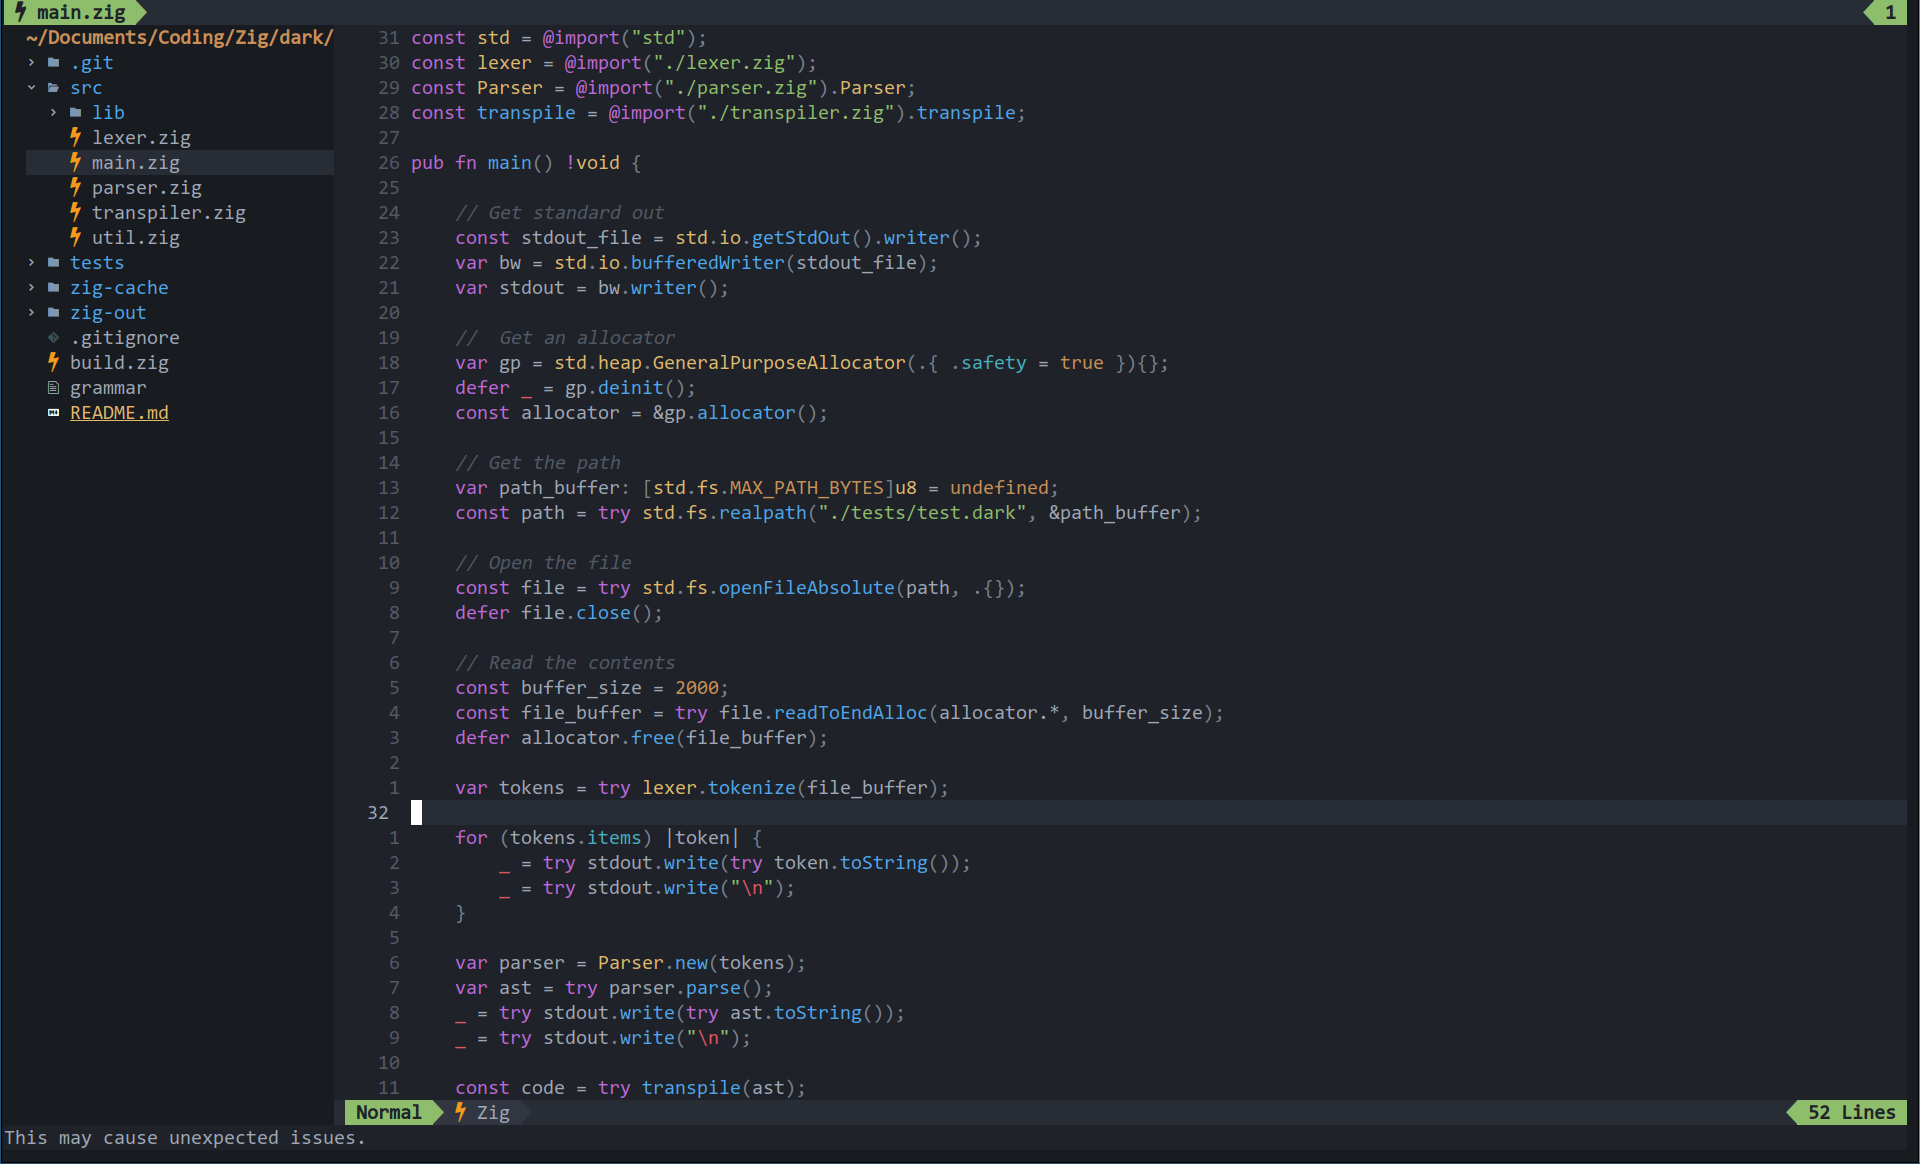 main.zig
1
~/Documents/Coding/Zig/dark/
.git
src
lib
lexer.zig
main.zig
parser.zig
transpiler.zig
util.zig
tests
zig-cache
zig-out
.gitignore
build.zig
grammar
README.md
31 const std = @import("std");
30 const lexer = @import("./lexer.zig");
29 const Parser = @import("./parser.zig").Parser;
28 const transpile = @import("./transpiler.zig").transpile;
27
26 pub fn main() !void {
25
24     // Get standard out
23     const stdout_file = std.io.getStdOut().writer();
22     var bw = std.io.bufferedWriter(stdout_file);
21     var stdout = bw.writer();
20
19     //  Get an allocator
18     var gp = std.heap.GeneralPurposeAllocator(.{ .safety = true }){};
17     defer _ = gp.deinit();
16     const allocator = &gp.allocator();
15
14     // Get the path
13     var path_buffer: [std.fs.MAX_PATH_BYTES]u8 = undefined;
12     const path = try std.fs.realpath("./tests/test.dark", &path_buffer);
11
10     // Open the file
9     const file = try std.fs.openFileAbsolute(path, .{});
8     defer file.close();
7
6     // Read the contents
5     const buffer_size = 2000;
4     const file_buffer = try file.readToEndAlloc(allocator.*, buffer_size);
3     defer allocator.free(file_buffer);
2
1     var tokens = try lexer.tokenize(file_buffer);
32
1     for (tokens.items) |token| {
2         _ = try stdout.write(try token.toString());
3         _ = try stdout.write("\n");
4     }
5
6     var parser = Parser.new(tokens);
7     var ast = try parser.parse();
8     _ = try stdout.write(try ast.toString());
9     _ = try stdout.write("\n");
10
11     const code = try transpile(ast);
Normal Zig 52 Lines
This may cause unexpected issues.